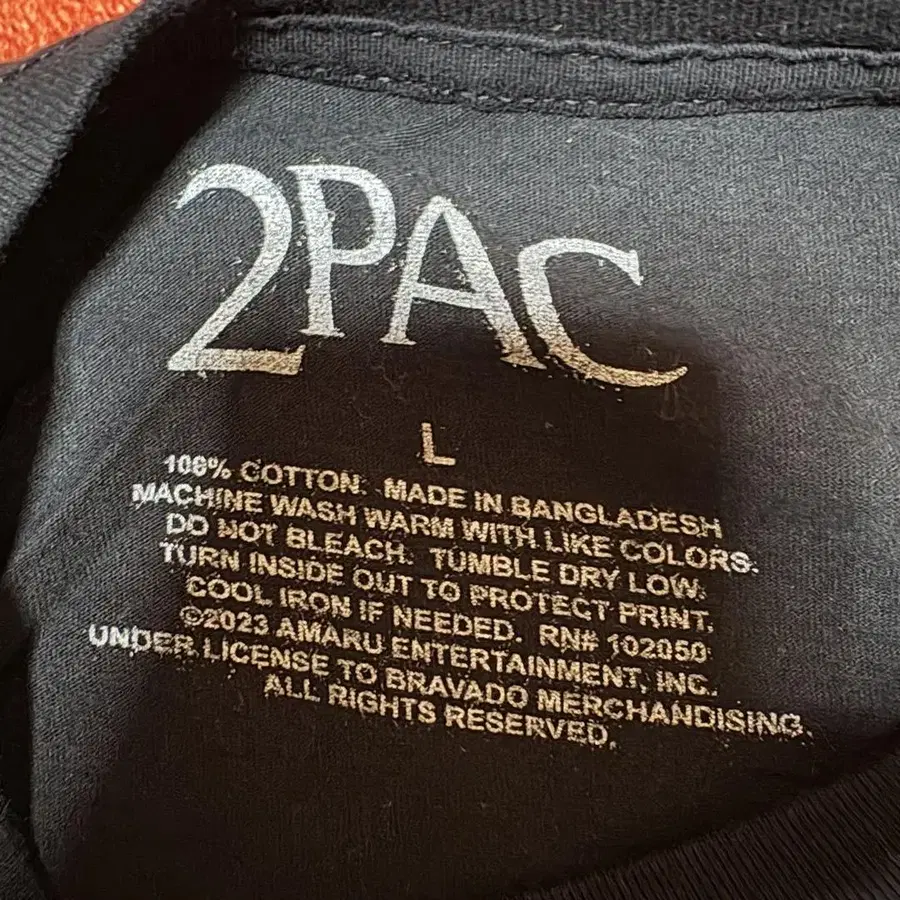 2PAC
L
100% COTTON. MADE IN BANGLADESH
MACHINE WASH WARM WITH LIKE COLORS.
DO NOT BLEACH. TUMBLE DRY LOW.
TURN INSIDE OUT TO PROTECT PRINT.
COOL IRON IF NEEDED. RN# 102050
©2023 AMARU ENTERTAINMENT, INC.
UNDER LICENSE TO BRAVADO MERCHANDISING.
ALL RIGHTS RESERVED.